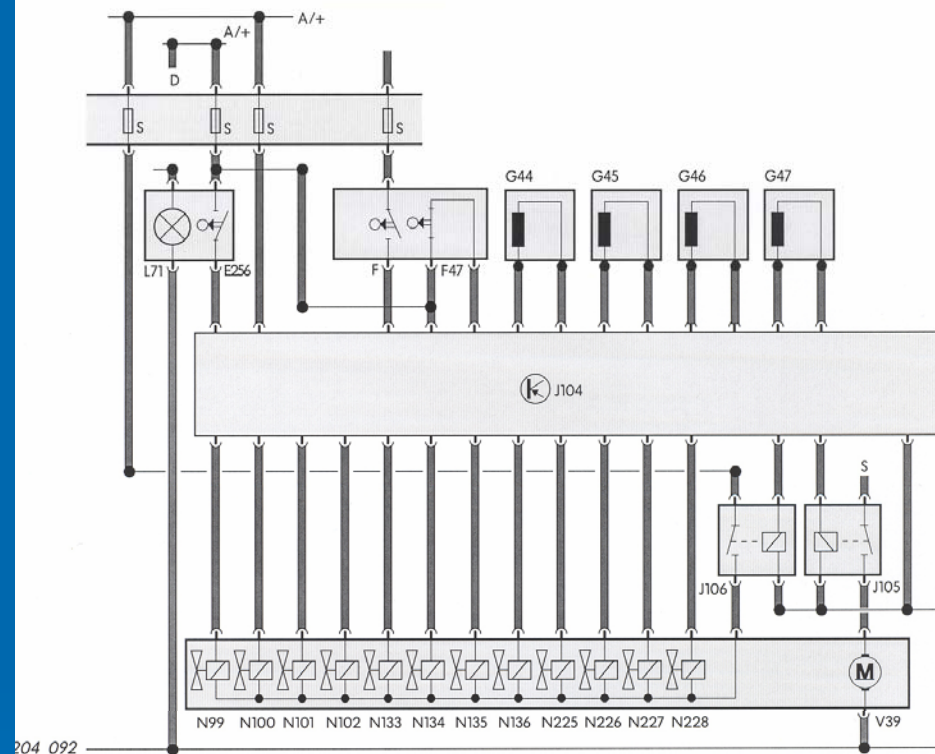 A/+
A/+
D
S S S S
G44 G45 G46 G47
L71 E256 F F47
J104
S
J106 J105
M
N99 N100 N101 N102 N133 N134 N135 N136 N225 N226 N227 N228 V39
204 092